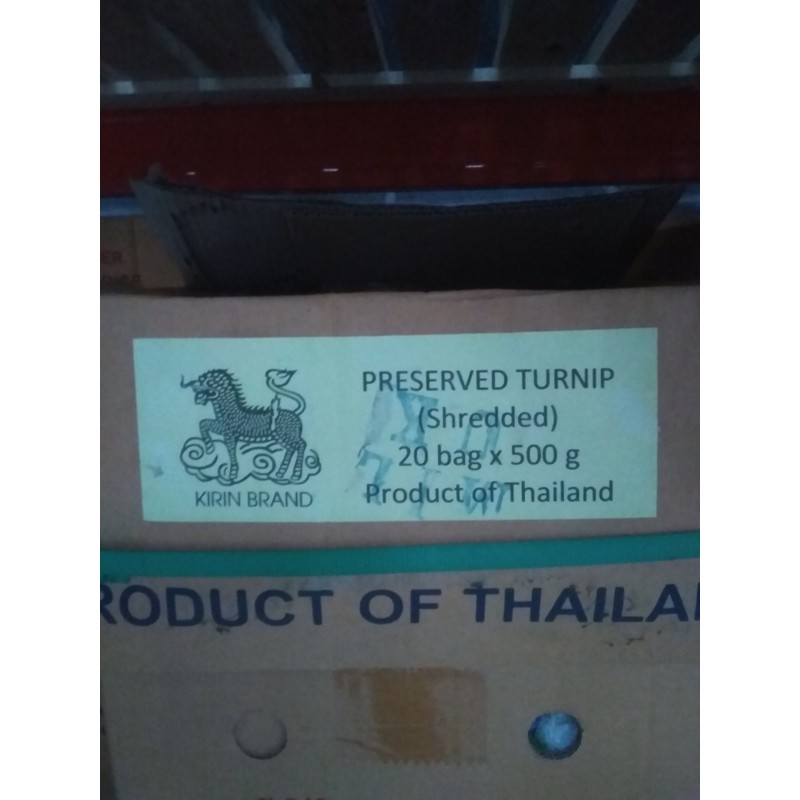 PRESERVED TURNIP
(Shredded)
20 bag x 500 g
Product of Thailand
KIRIN BRAND
RODUCT OF THAILA